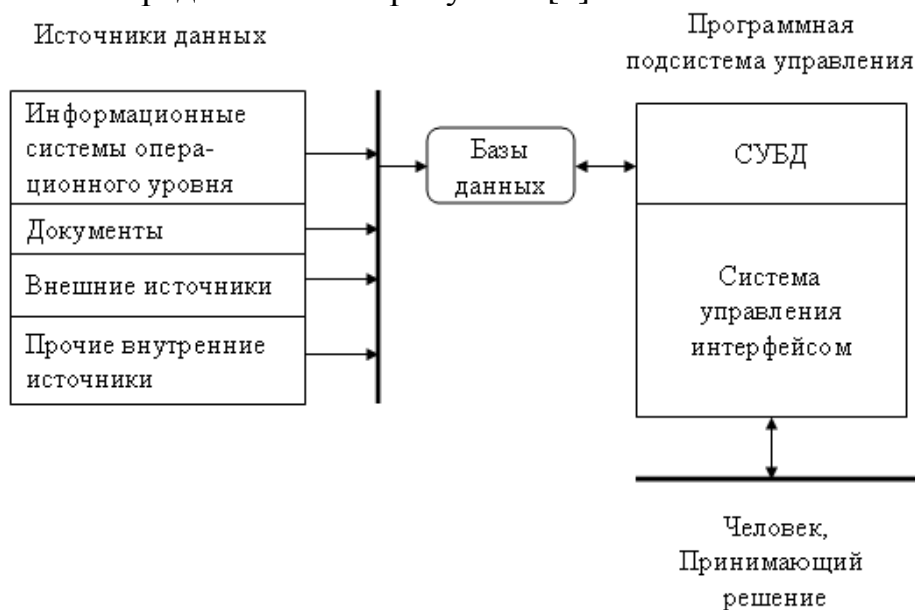 Источники данных
Информационные
системы опера-
ционного уровня
Документы
Внешние источники
Прочие внутренние
источники
Базы
данных
Программная
подсистема управления
СУБД
Система
управления
интерфейсом
Человек,
Принимающий
решение